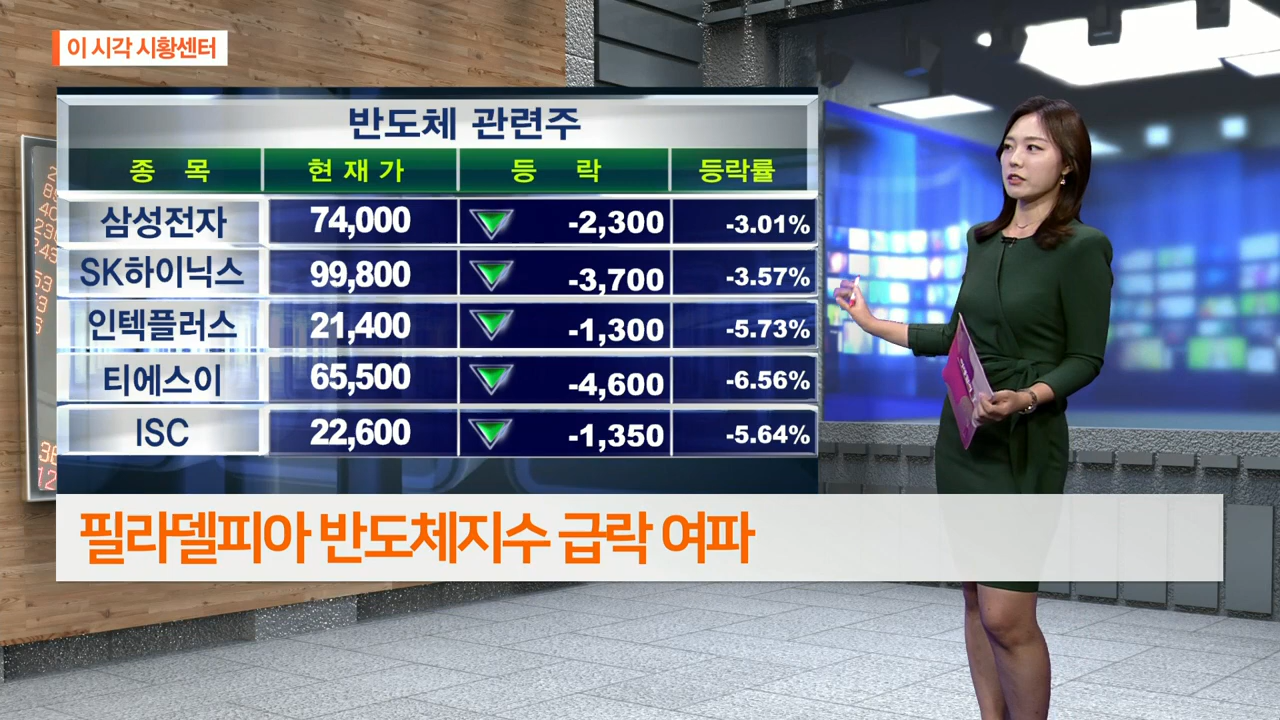 이 시각 시황센터
반도체 관련주
종 목 현 재 가 등 락 등락률
삼성전자 74,000 -2,300 -3.01%
SK하이닉스 99,800 -3,700 -3.57%
인텍플러스 21,400 -1,300 -5.73%
티에스이 65,500 -4,600 -6.56%
ISC 22,600 -1,350 -5.64%
필라델피아 반도체지수 급락 여파